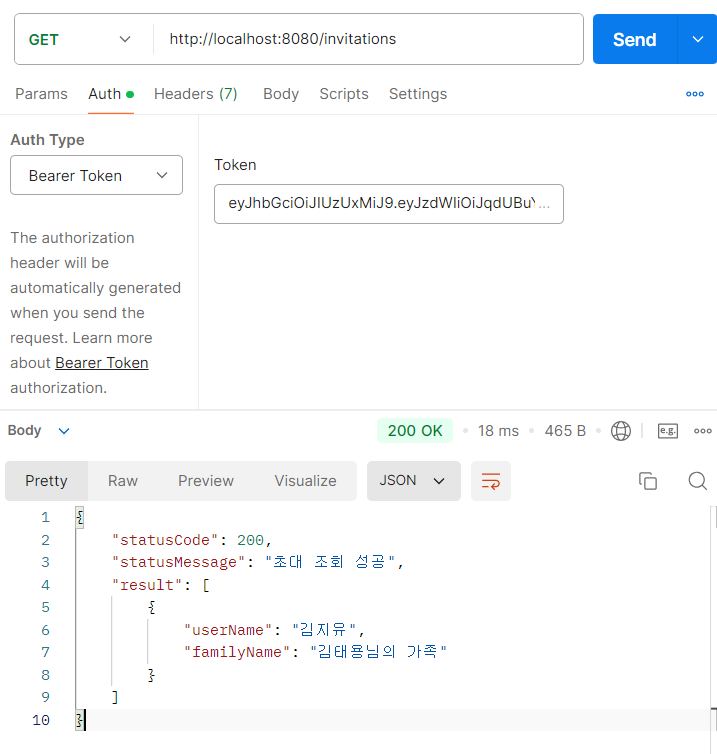 GET http://localhost:8080/invitations Send
Params Auth Headers (7) Body Scripts Settings
Auth Type
Bearer Token
Token
The authorization
header will be
automatically generated
when you send the
request. Learn more
about Bearer Token
authorization.
Body 200 OK 18 ms 465 B e.g.
Pretty Raw Preview Visualize JSON
1 {
2 "statusCode": 200,
3 "statusMessage": "초대 조회 성공",
4 "result": [
5 {
6 "userName": "김지유",
7 "familyName": "김태용님의 가족"
8 }
9 ]
10 }